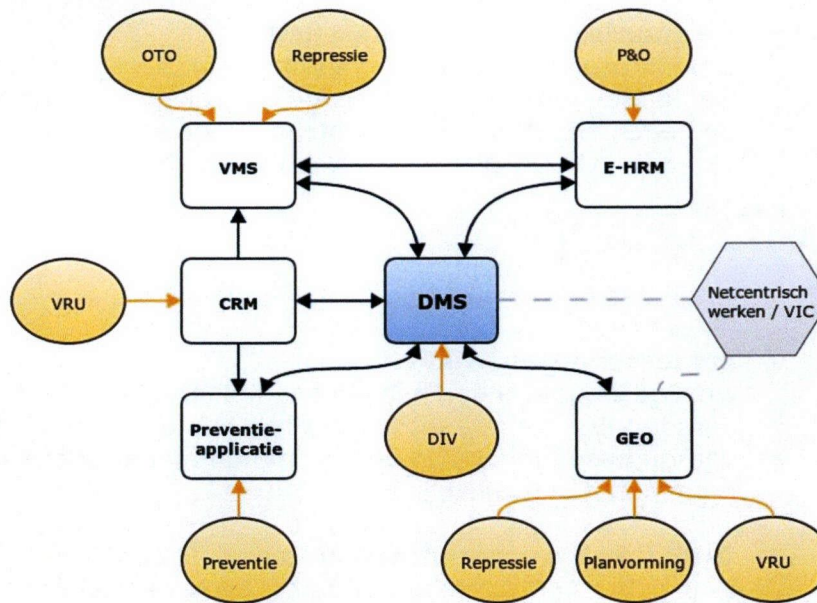 OTO
Repressie
P&O
VMS
E-HRM
VRU
CRM
DMS
Netcentrisch
werken / VIC
Preventie-
applicatie
DIV
GEO
Preventie
Repressie
Planvorming
VRU